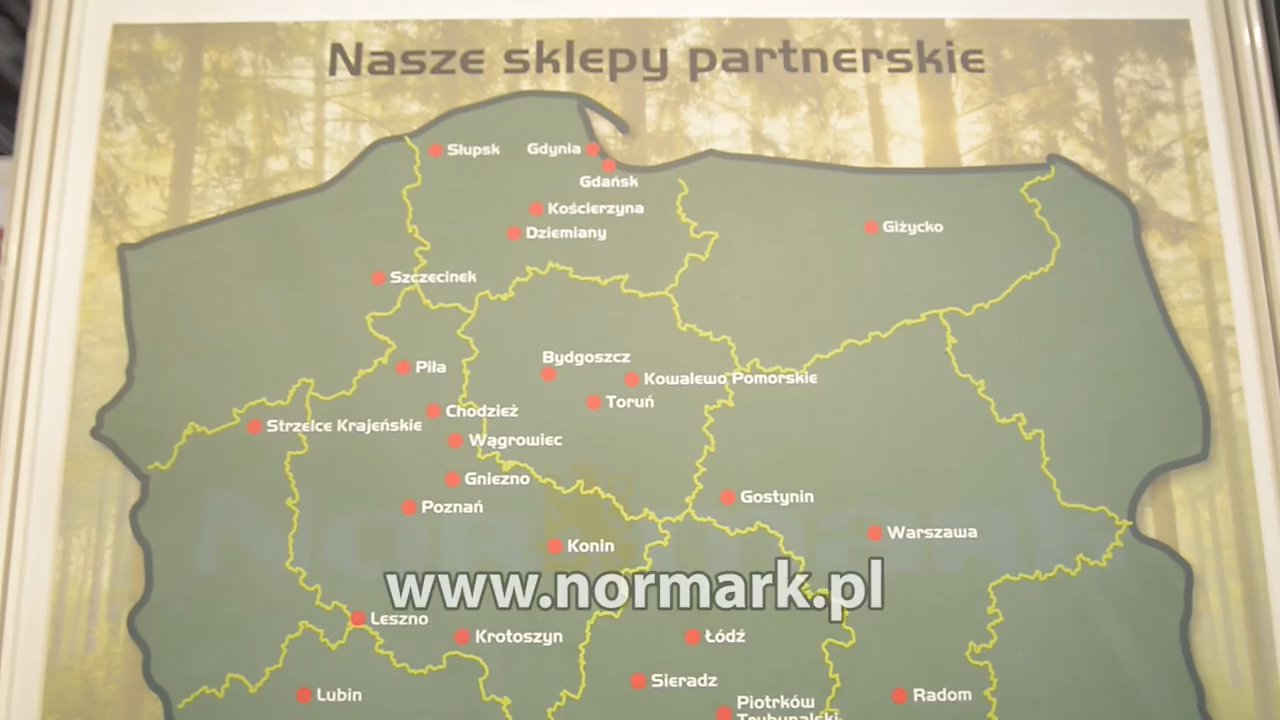 Nasze sklepy partnerskie
Słupsk
Gdynia
Gdańsk
Kościerzyna
Dziemiany
Giżycko
Szczecinek
Bydgoszcz
Piła
Kowalewo Pomorskie
Toruń
Chodzież
Strzelce Krajeńskie
Wągrowiec
Gniezno
Gostynin
Poznań
Warszawa
Konin
www.normark.pl
Leszno
Krotoszyn
Łódź
Sieradz
Lubin
Radom
Piotrków
Trybunalski